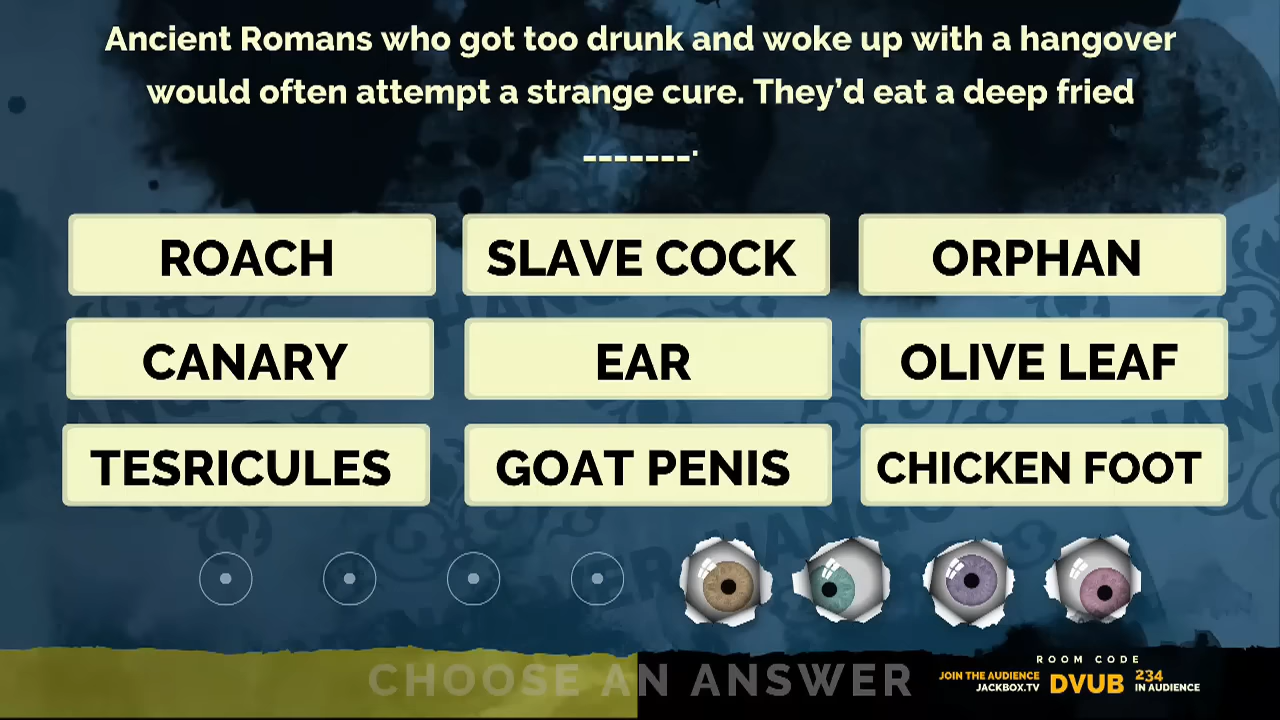 Ancient Romans who got too drunk and woke up with a hangover
would often attempt a strange cure. They'd eat a deep fried
_______.
ROACH
SLAVE COCK
ORPHAN
CANARY
EAR
OLIVE LEAF
TESRICULES
GOAT PENIS
CHICKEN FOOT
CHOOSE AN ANSWER
ROOM CODE
JOIN THE AUDIENCE
JACKBOX.TV
DVUB
234
IN AUDIENCE